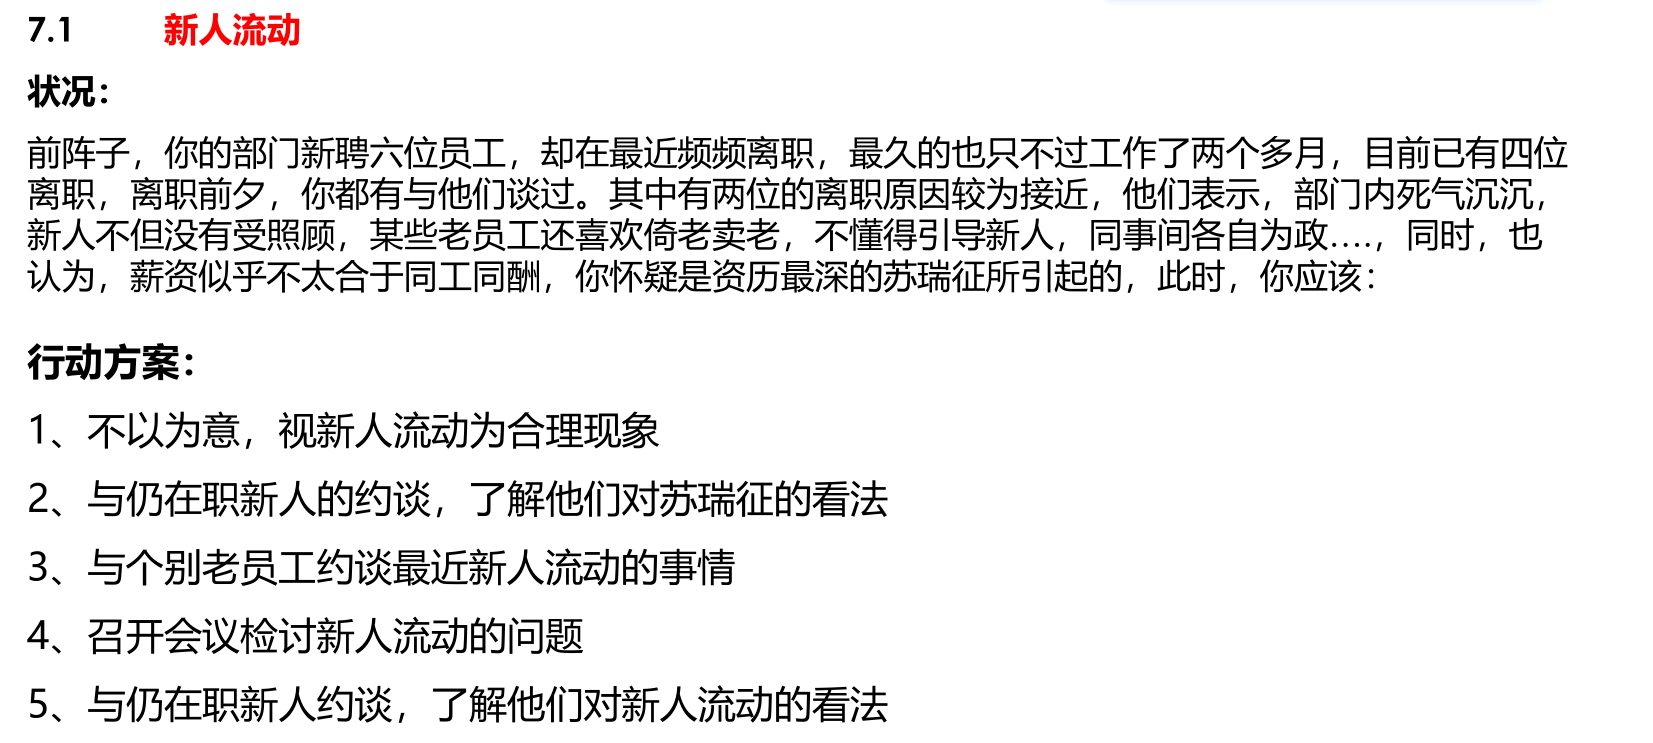 7.1 新人流动
状况：
前阵子，你的部门新聘六位员工，却在最近频频离职，最久的也只不过工作了两个多月，目前已有四位
离职，离职前夕，你都有与他们谈过。其中有两位的离职原因较为接近，他们表示，部门内死气沉沉，
新人不但没有受照顾，某些老员工还喜欢倚老卖老，不懂得引导新人，同事间各自为政….，同时，也
认为，薪资似乎不太合于同工同酬，你怀疑是资历最深的苏瑞征所引起的，此时，你应该：
行动方案：
1、不以为意，视新人流动为合理现象
2、与仍在职新人的约谈，了解他们对苏瑞征的看法
3、与个别老员工约谈最近新人流动的事情
4、召开会议检讨新人流动的问题
5、与仍在职新人约谈，了解他们对新人流动的看法